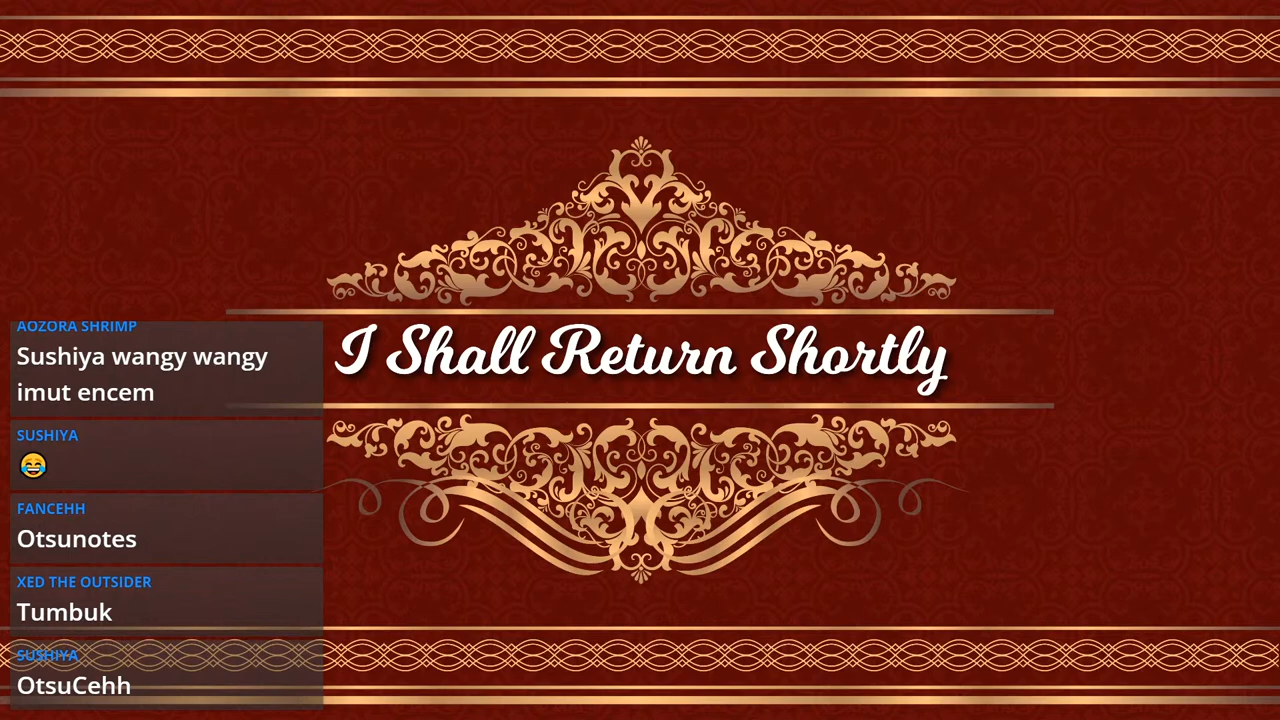 I Shall Return Shortly
AOZORA SHRIMP
Sushiya wangy wangy
imut encem
SUSHIYA
😂
FANCEHH
Otsunotes
XED THE OUTSIDER
Tumbuk
SUSHIYA
OtsuCehh